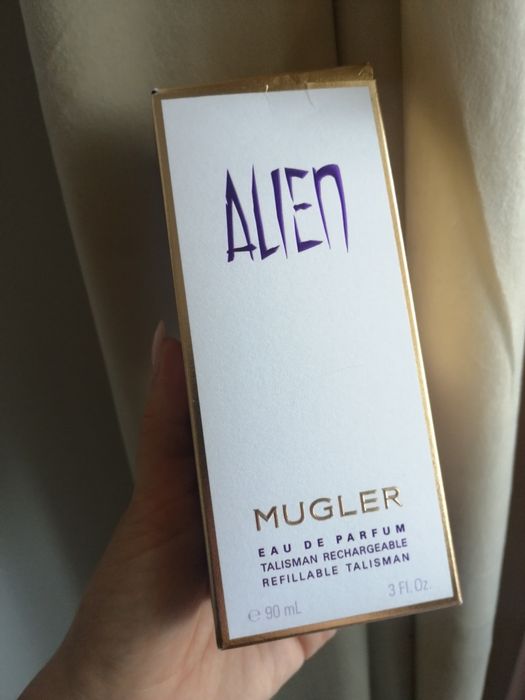 ALIEN
MUGLER
EAU DE PARFUM
TALISMAN RECHARGEABLE
REFILLABLE TALISMAN
℮ 90 mL 3 Fl. Oz.